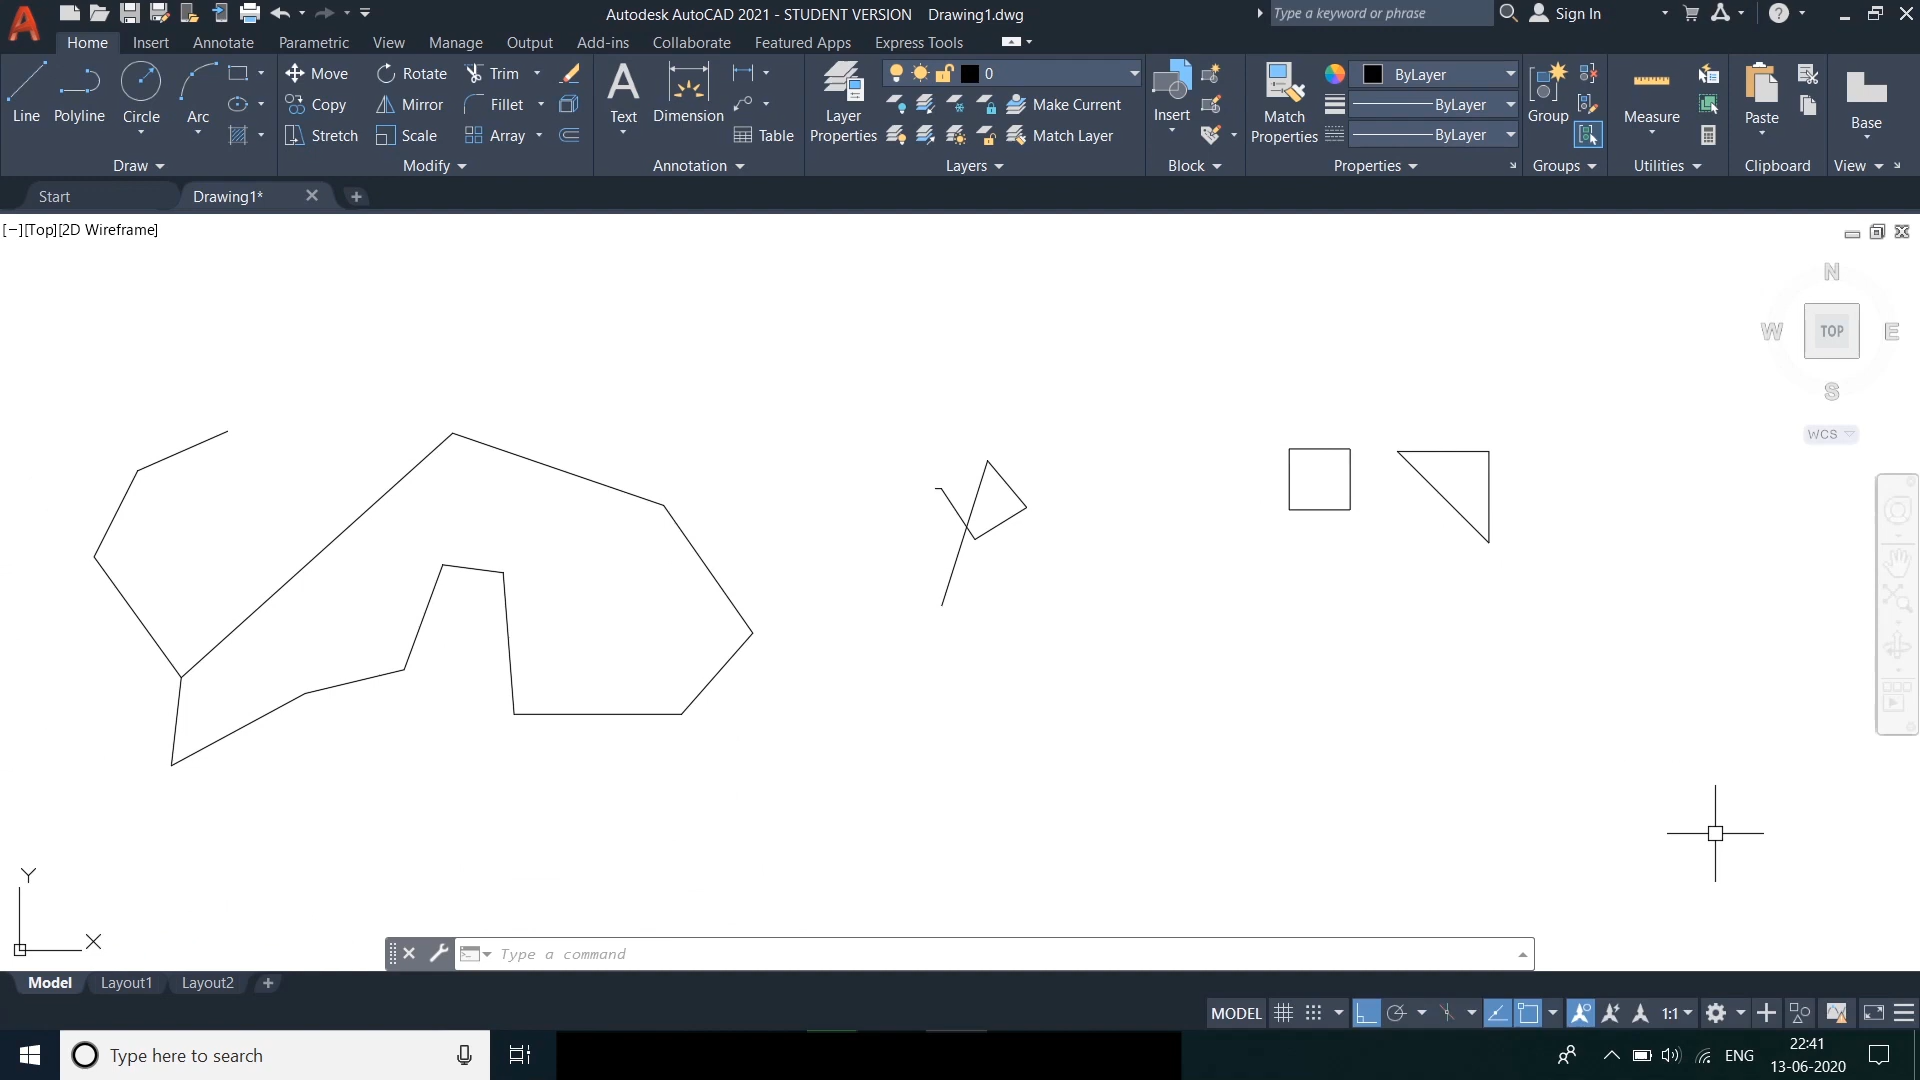 Autodesk AutoCAD 2021 - STUDENT VERSION Drawing1.dwg
Type a keyword or phrase
Sign In
Home Insert Annotate Parametric View Manage Output Add-ins Collaborate Featured Apps Express Tools
Line Polyline Circle Arc
Draw
Move Rotate Trim
Copy Mirror Fillet
Stretch Scale Array
Modify
Text Dimension Table
Annotation
Layer Properties
0
Make Current
Match Layer
Layers
Insert
Block
Match Properties
ByLayer
ByLayer
ByLayer
Properties
Group
Groups
Measure
Utilities
Paste
Clipboard
Base
View
Start Drawing1*
[−][Top][2D Wireframe]
N
W TOP E
S
WCS
Y
X
Type a command
Model Layout1 Layout2
MODEL 1:1
Type here to search
ENG
22:41
13-06-2020